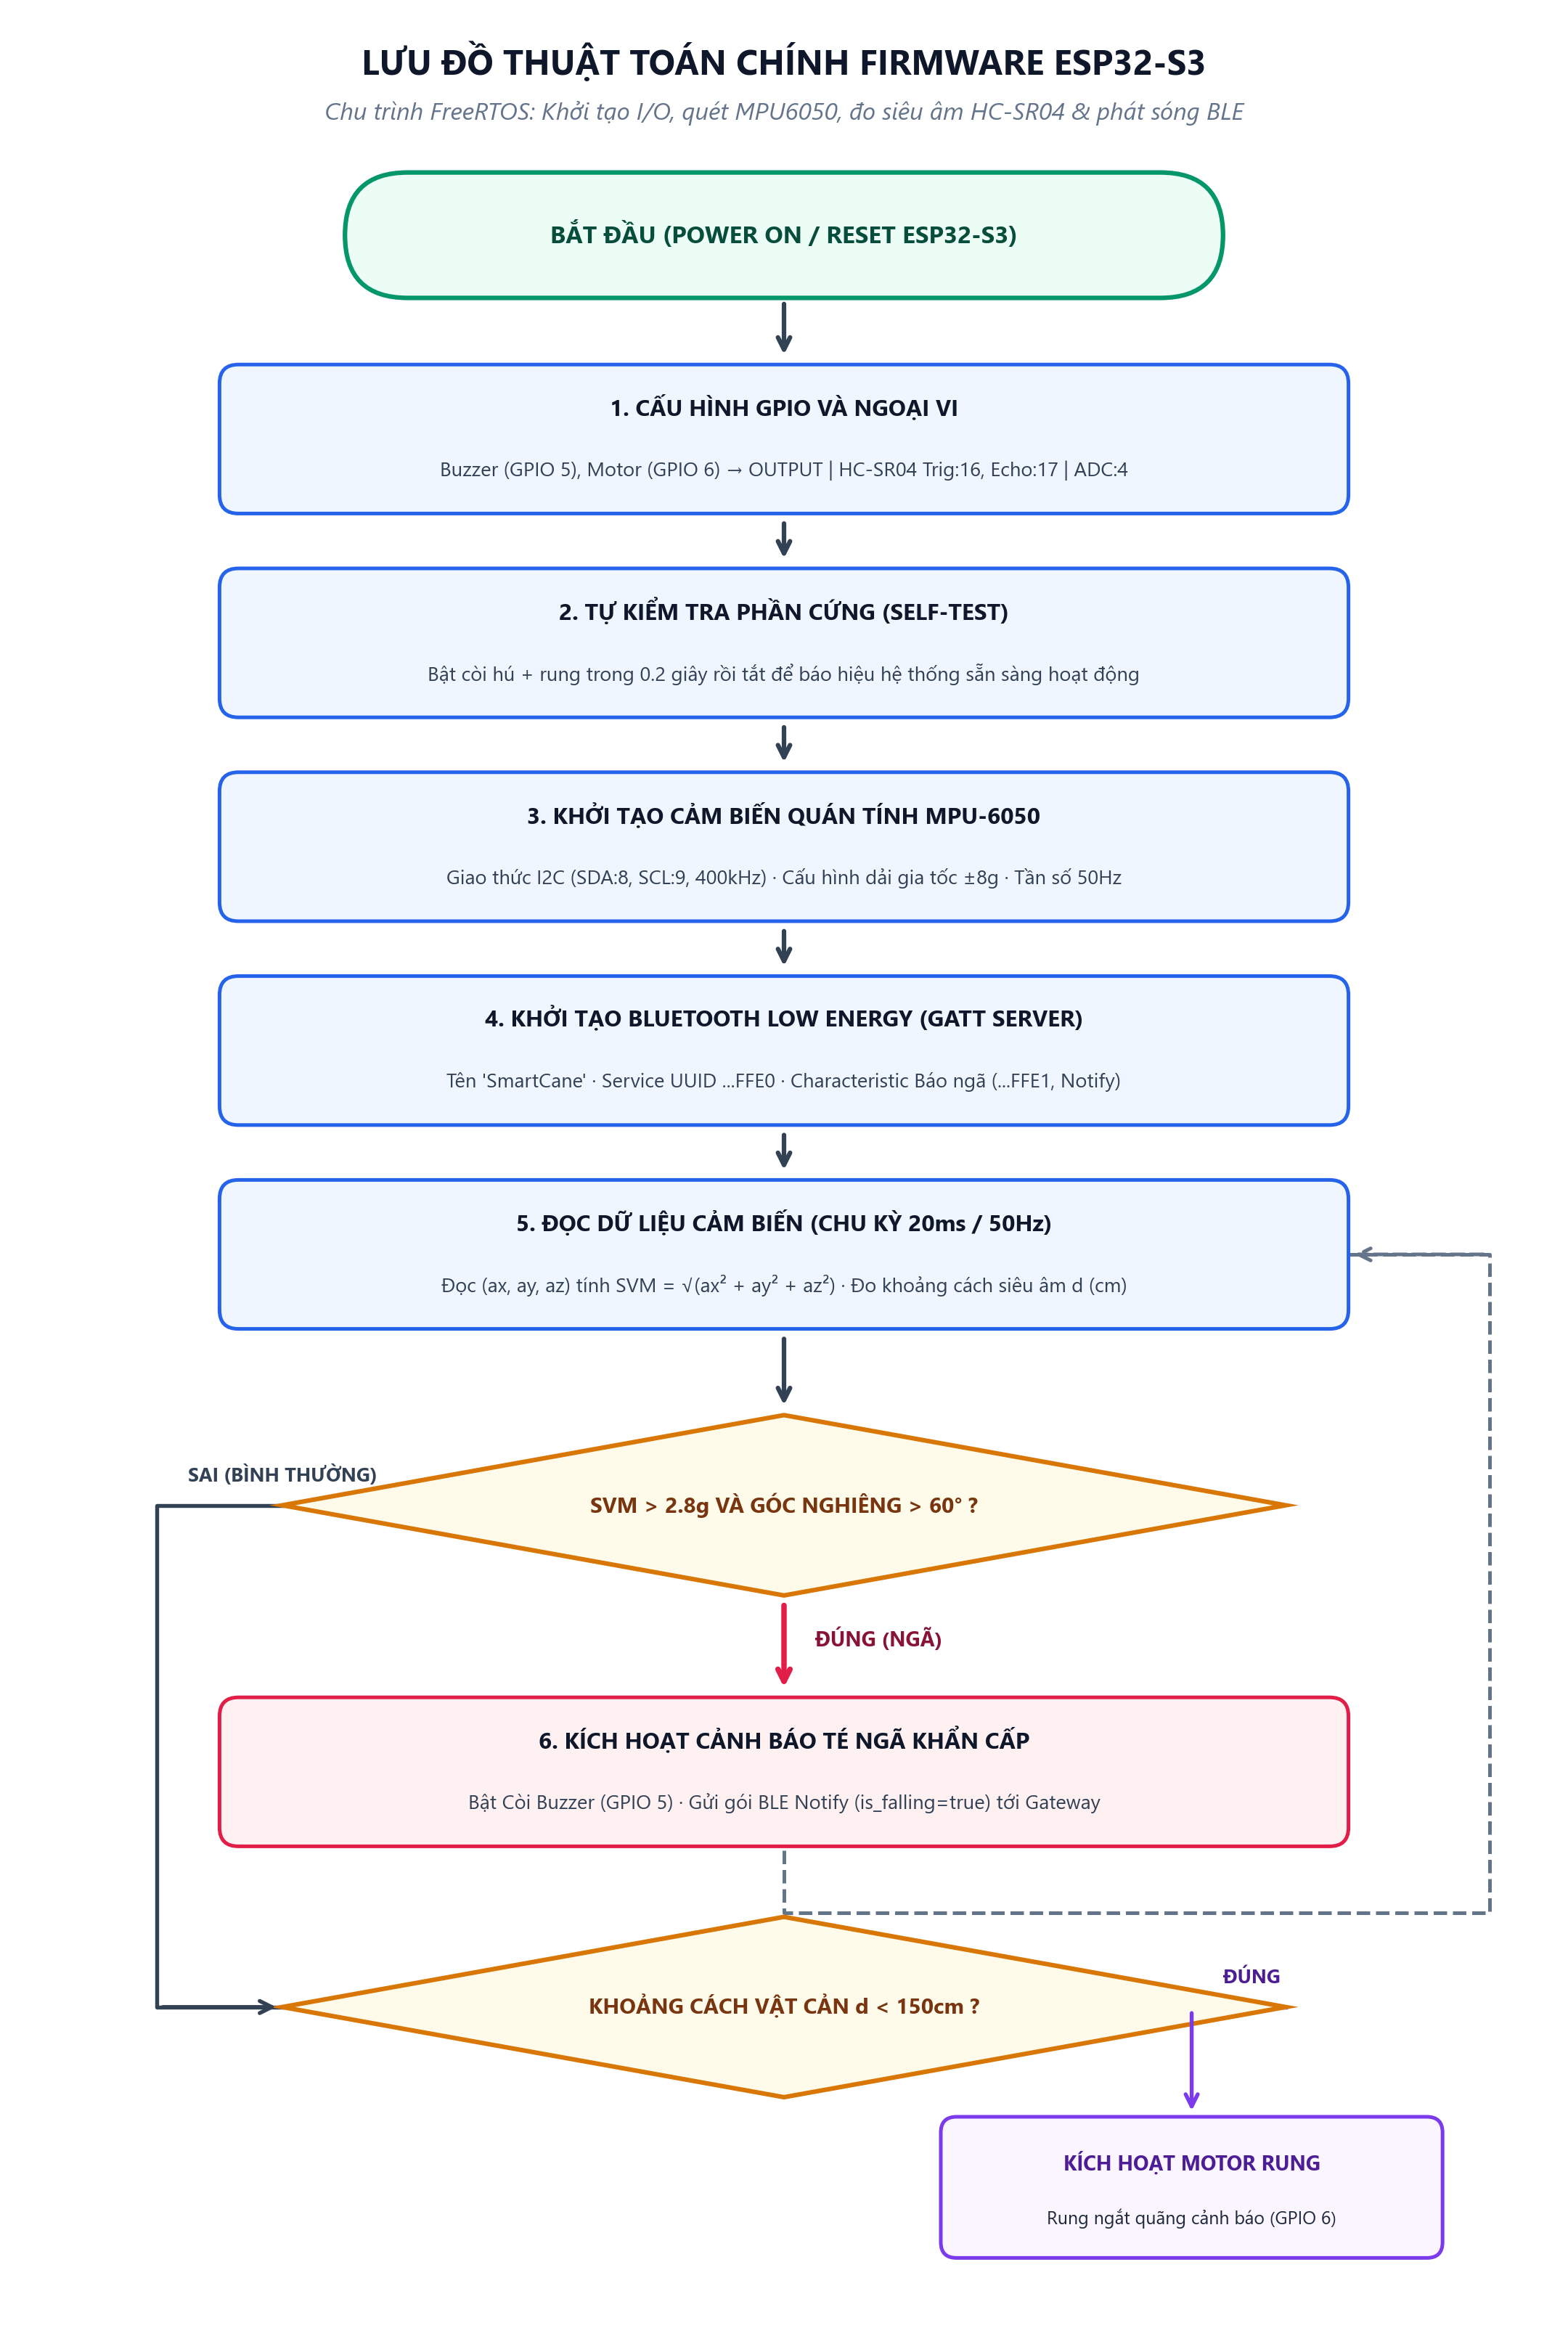 LƯU ĐỒ THUẬT TOÁN CHÍNH FIRMWARE ESP32-S3
Chu trình FreeRTOS: Khởi tạo I/O, quét MPU6050, đo siêu âm HC-SR04 & phát sóng BLE
BẮT ĐẦU (POWER ON / RESET ESP32-S3)
1. CẤU HÌNH GPIO VÀ NGOẠI VI
Buzzer (GPIO 5), Motor (GPIO 6) → OUTPUT | HC-SR04 Trig:16, Echo:17 | ADC:4
2. TỰ KIỂM TRA PHẦN CỨNG (SELF-TEST)
Bật còi hú + rung trong 0.2 giây rồi tắt để báo hiệu hệ thống sẵn sàng hoạt động
3. KHỞI TẠO CẢM BIẾN QUÁN TÍNH MPU-6050
Giao thức I2C (SDA:8, SCL:9, 400kHz) · Cấu hình dải gia tốc ±8g · Tần số 50Hz
4. KHỞI TẠO BLUETOOTH LOW ENERGY (GATT SERVER)
Tên 'SmartCane' · Service UUID ...FFE0 · Characteristic Báo ngã (...FFE1, Notify)
5. ĐỌC DỮ LIỆU CẢM BIẾN (CHU KỲ 20ms / 50Hz)
Đọc (ax, ay, az) tính SVM = √(ax² + ay² + az²) · Đo khoảng cách siêu âm d (cm)
SAI (BÌNH THƯỜNG)
SVM > 2.8g VÀ GÓC NGHIÊNG > 60° ?
ĐÚNG (NGÃ)
6. KÍCH HOẠT CẢNH BÁO TÉ NGÃ KHẨN CẤP
Bật Còi Buzzer (GPIO 5) · Gửi gói BLE Notify (is_falling=true) tới Gateway
ĐÚNG
KHOẢNG CÁCH VẬT CẢN d < 150cm ?
KÍCH HOẠT MOTOR RUNG
Rung ngắt quãng cảnh báo (GPIO 6)